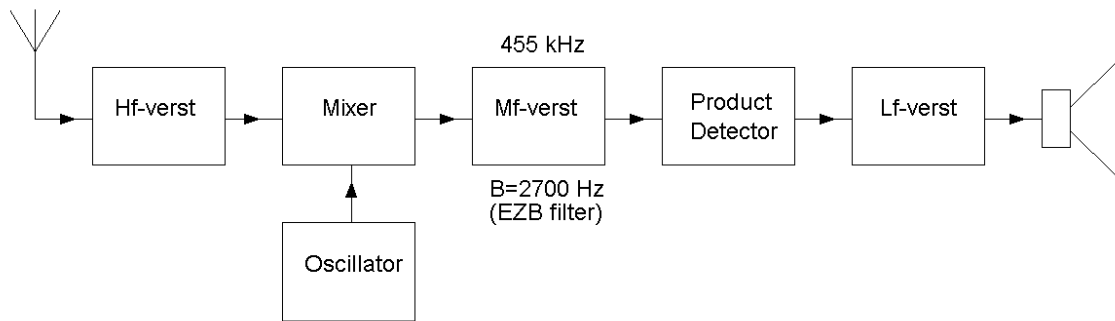 455 kHz
Hf-verst
Mixer
Mf-verst
Product
Detector
Lf-verst
B=2700 Hz
(EZB filter)
Oscillator